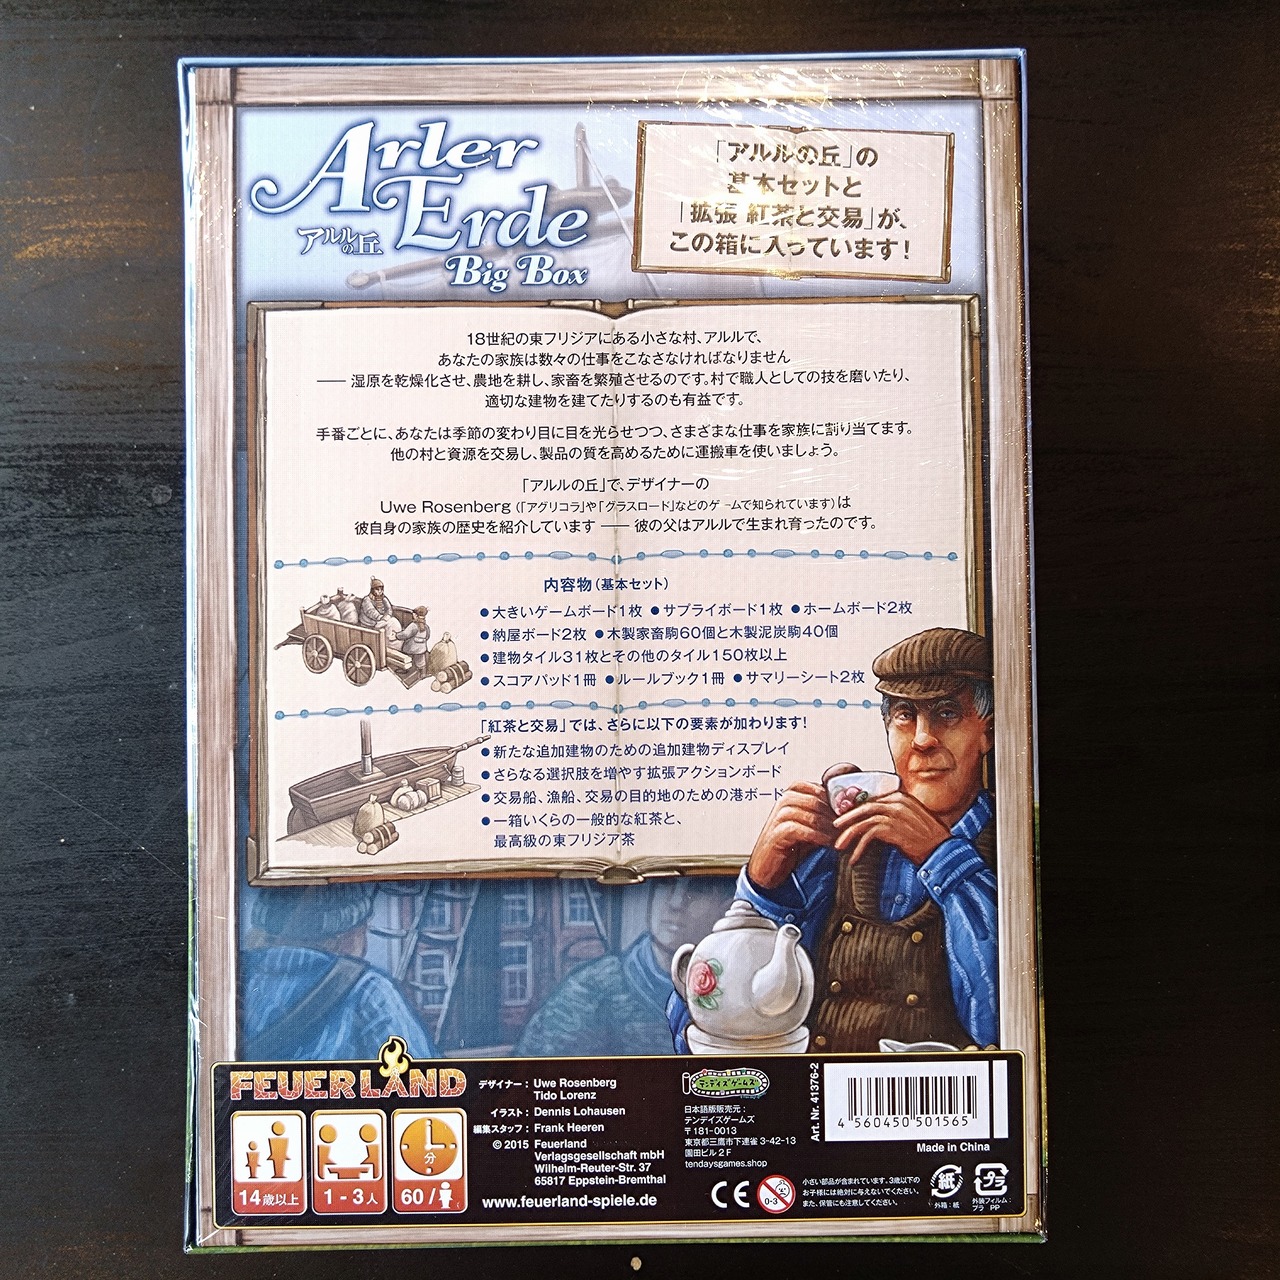 Arler
Erde
アルルの丘
Big Box
「アルルの丘」の
基本セットと
「拡張 紅茶と交易」が、
この箱に入っています!
18世紀の東フリジアにある小さな村、アルルで、
あなたの家族は数々の仕事をこなさなければなりません
── 湿原を乾燥化させ、農地を耕し、家畜を繁殖させるのです。村で職人としての技を磨いたり、
適切な建物を建てたりするのも有益です。
手番ごとに、あなたは季節の変わり目に目を光らせつつ、さまざまな仕事を家族に割り当てます。
他の村と資源を交易し、製品の質を高めるために運搬車を使いましょう。
「アルルの丘」で、デザイナーの
Uwe Rosenberg (「アグリコラ」や「グラスロード」などのゲームで知られています)は
彼自身の家族の歴史を紹介しています ── 彼の父はアルルで生まれ育ったのです。
内容物(基本セット)
●大きいゲームボード1枚 ●サプライボード1枚 ●ホームボード2枚
●納屋ボード2枚 ●木製家畜駒60個と木製泥炭駒40個
●建物タイル31枚とその他のタイル150枚以上
●スコアパッド1冊 ●ルールブック1冊 ●サマリーシート2枚
「紅茶と交易」では、さらに以下の要素が加わります!
●新たな追加建物のための追加建物ディスプレイ
●さらなる選択肢を増やす拡張アクションボード
●交易船、漁船、交易の目的地のための港ボード
●一箱いくらの一般的な紅茶と、
最高級の東フリジア茶
FEUERLAND
14歳以上
1-3人
分
60/
デザイナー: Uwe Rosenberg
Tido Lorenz
イラスト: Dennis Lohausen
編集スタッフ: Frank Heeren
© 2015 Feuerland
Verlagsgesellschaft mbH
Wilhelm-Reuter-Str. 37
65817 Eppstein-Bremthal
www.feuerland-spiele.de
テンデイズゲームズ
日本語版販売元:
テンデイズゲームズ
〒181-0013
東京都三鷹市下連雀 3-42-13
園田ビル 2F
tendaysgames.shop
Art. Nr. 41376-2
4 560450 501565
Made in China
CE
0-3
小さい部品が含まれています。3歳以下の
お子様には絶対に与えないでください。
また、保管にも注意してください。
紙
外箱:紙
プラ
外装フィルム:
プラ PP